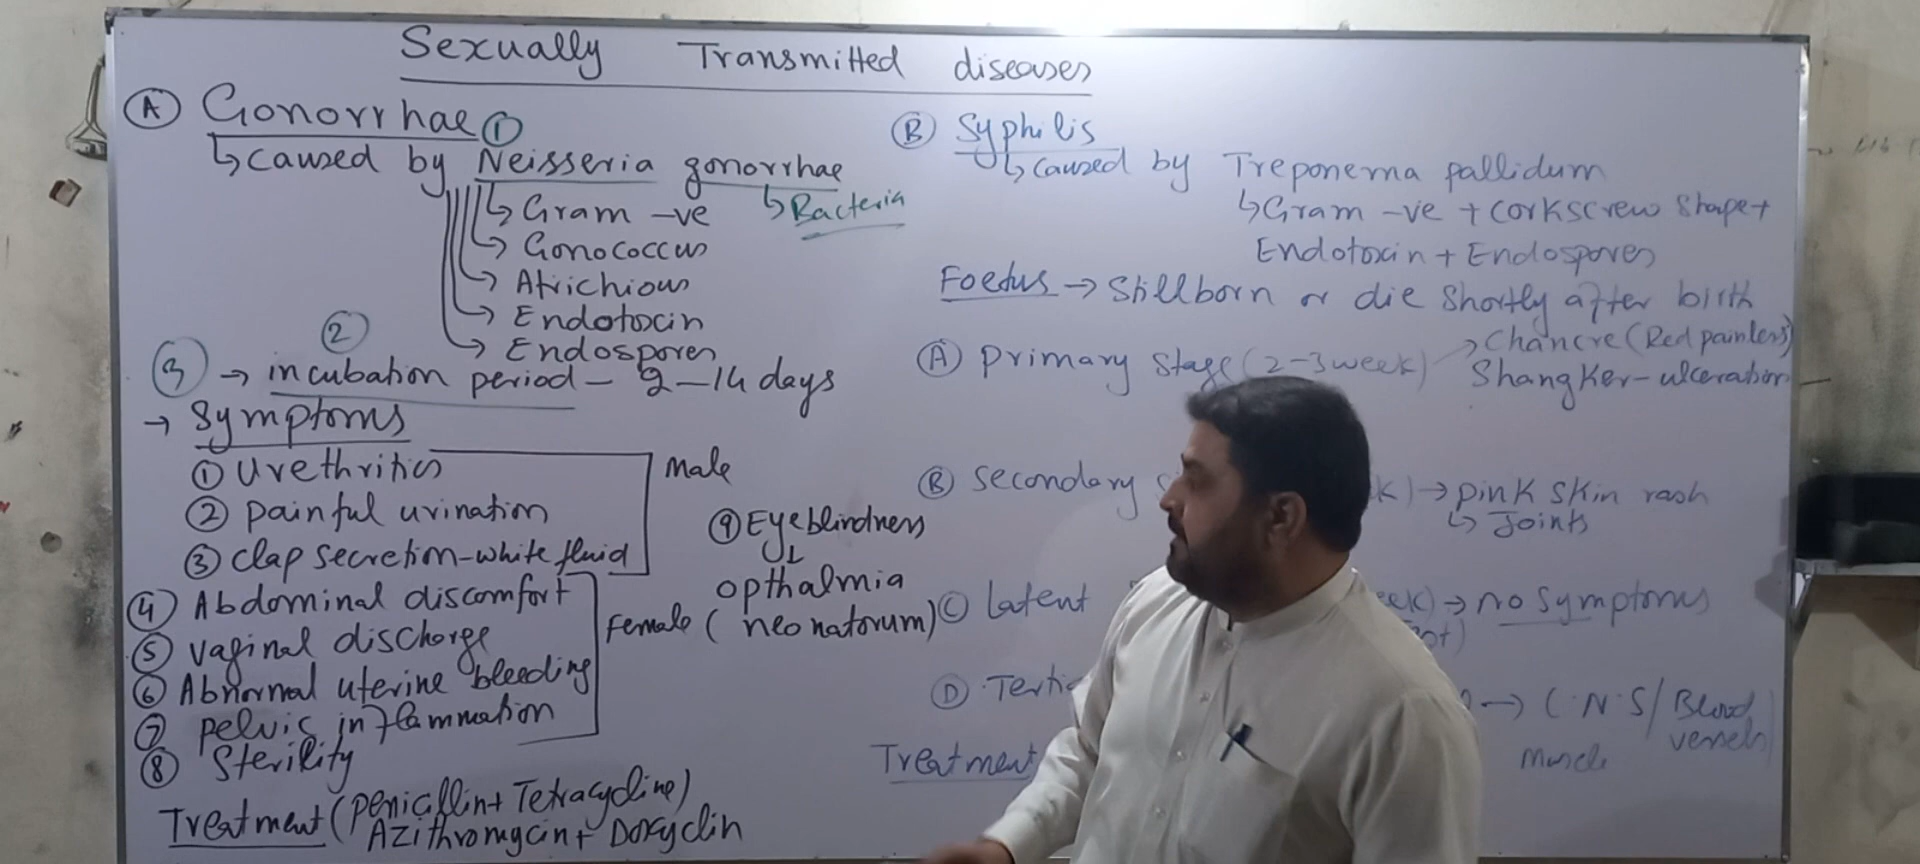 Sexually Transmitted diseases
(A) Gonorrhae (1)
↳ caused by Neisseria gonorrhae
↳ Bacteria
↳ Gram -ve
→ Gonococcus
→ Atrichious
→ Endotoxin
→ Endospores
(2)
(3) → incubation period - 2-14 days
→ Symptoms
(1) Urethritics
(2) painful urination
(3) clap secretion-white fluid
male
(4) Abdominal discomfort
(5) vaginal discharge
(6) Abnormal uterine bleeding
(7) pelvic inflammation
(8) Sterility
Female
(9) Eyeblindness
↓
opthalmia
(neonatorum)
Treatment (penicillin+ Tetracycline)
Azithromycin+ Doxyclin
(B) Syphilis
↳ caused by Treponema pallidum
↳ Gram -ve + corkscrew shape+
Endotoxin + Endospores
Foetus → stillborn or die shortly after birth
(A) primary stage (2-3 week) → Chancre (Red painless)
Shangker-ulceration
(B) secondary → pink skin rash
↳ Joints
(C) latent → no symptoms
(D) → C.N.S/Blood
vessels
muscle
Treatment